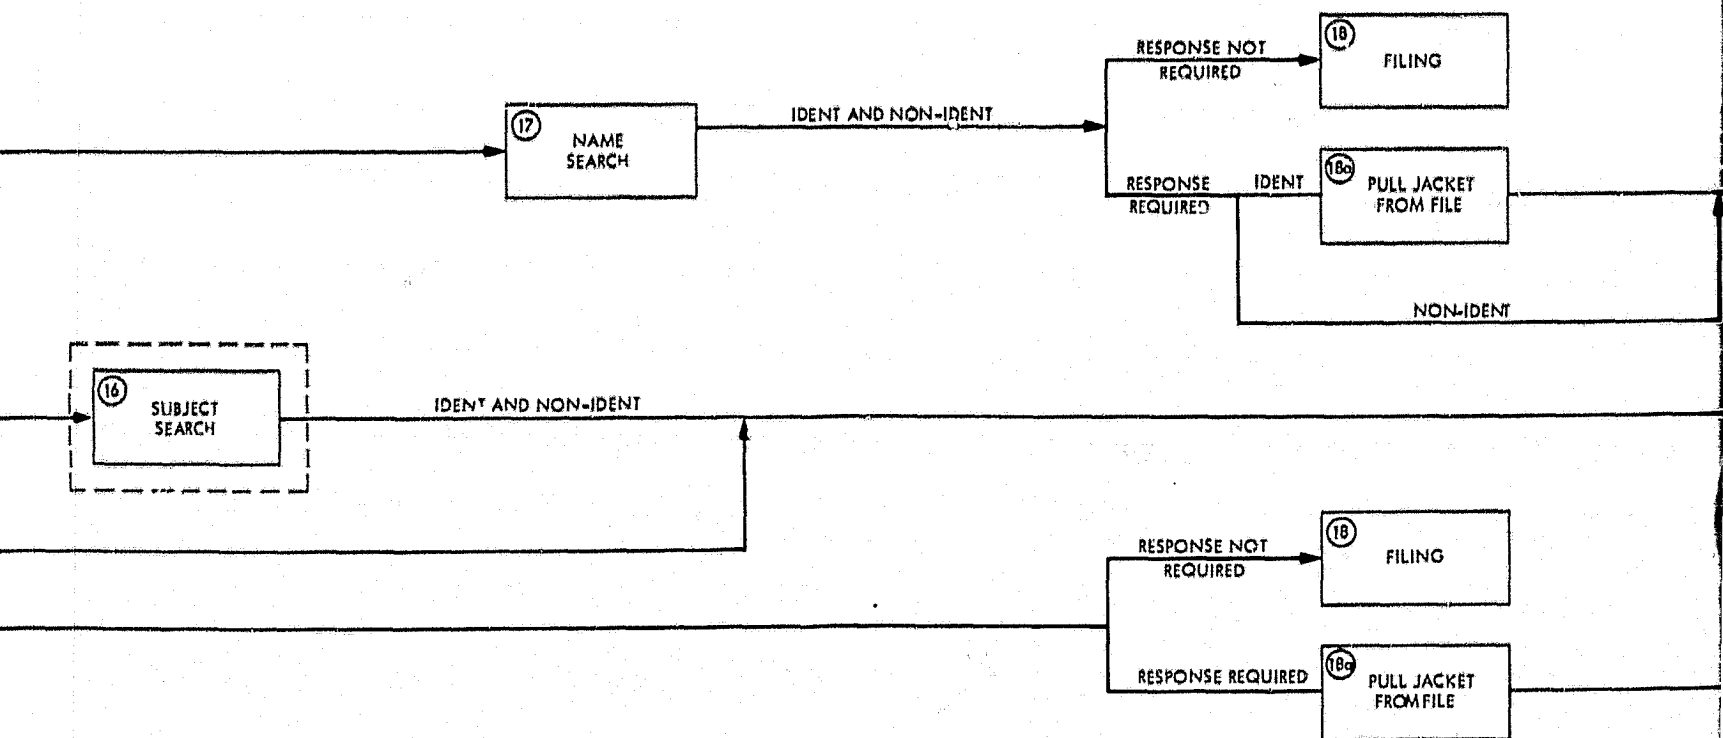 18
FILING
RESPONSE NOT
REQUIRED
17
NAME
SEARCH
IDENT AND NON-IDENT
18a
PULL JACKET
FROM FILE
RESPONSE
REQUIRED
IDENT
NON-IDENT
16
SUBJECT
SEARCH
IDENT AND NON-IDENT
18
FILING
RESPONSE NOT
REQUIRED
18a
PULL JACKET
FROM FILE
RESPONSE REQUIRED